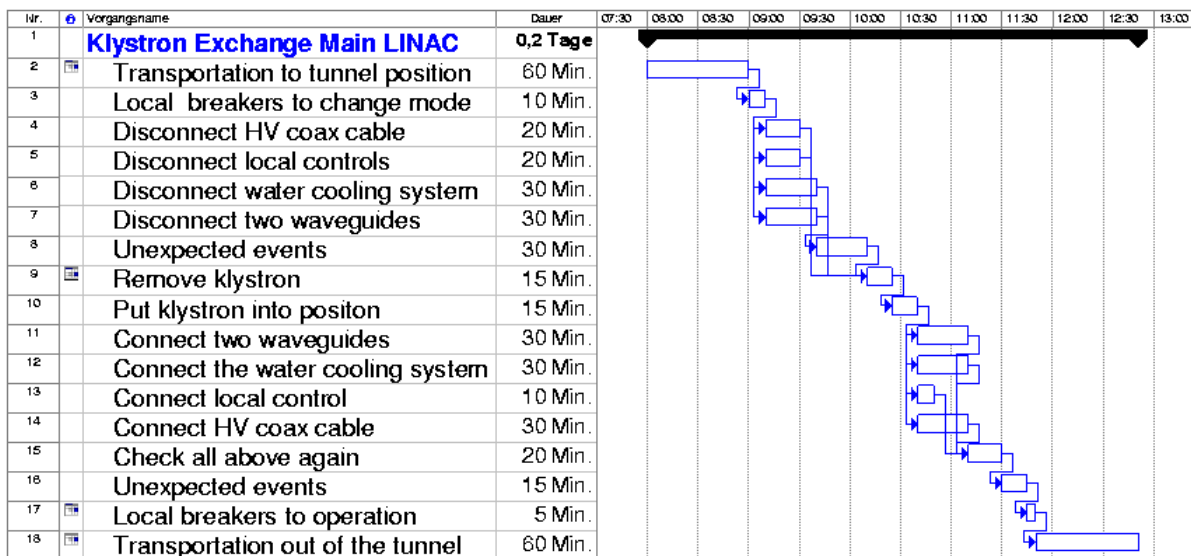 Nr. Vorgangsname Dauer 07:30 08:00 08:30 09:00 09:30 10:00 10:30 11:00 11:30 12:00 12:30 13:00
1 Klystron Exchange Main LINAC 0,2 Tage
2 Transportation to tunnel position 60 Min.
3 Local breakers to change mode 10 Min.
4 Disconnect HV coax cable 20 Min.
5 Disconnect local controls 20 Min.
6 Disconnect water cooling system 30 Min.
7 Disconnect two waveguides 30 Min.
8 Unexpected events 30 Min.
9 Remove klystron 15 Min.
10 Put klystron into positon 15 Min.
11 Connect two waveguides 30 Min.
12 Connect the water cooling system 30 Min.
13 Connect local control 10 Min.
14 Connect HV coax cable 30 Min.
15 Check all above again 20 Min.
16 Unexpected events 15 Min.
17 Local breakers to operation 5 Min.
18 Transportation out of the tunnel 60 Min.